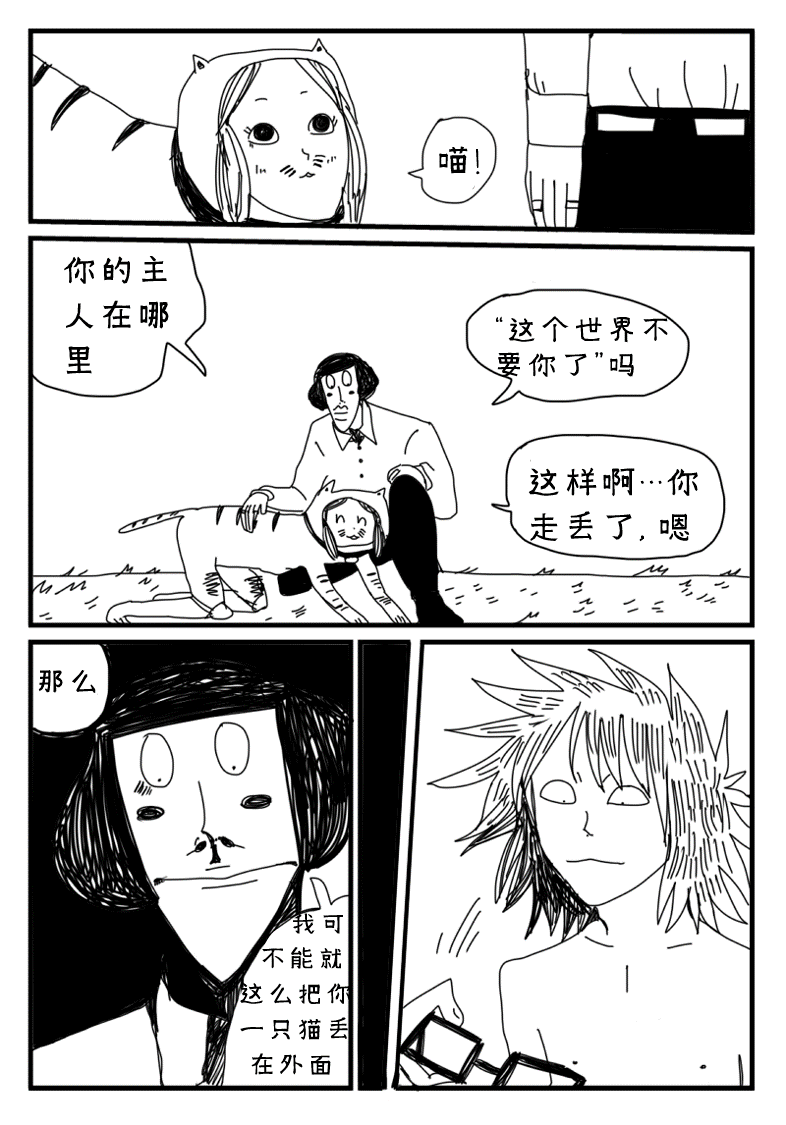 喵!
你的主
人在哪
里
“这个世界不
要你了”吗
这样啊…你
走丢了,嗯
那么
我可
不能就
这么把你
一只猫丢
在外面